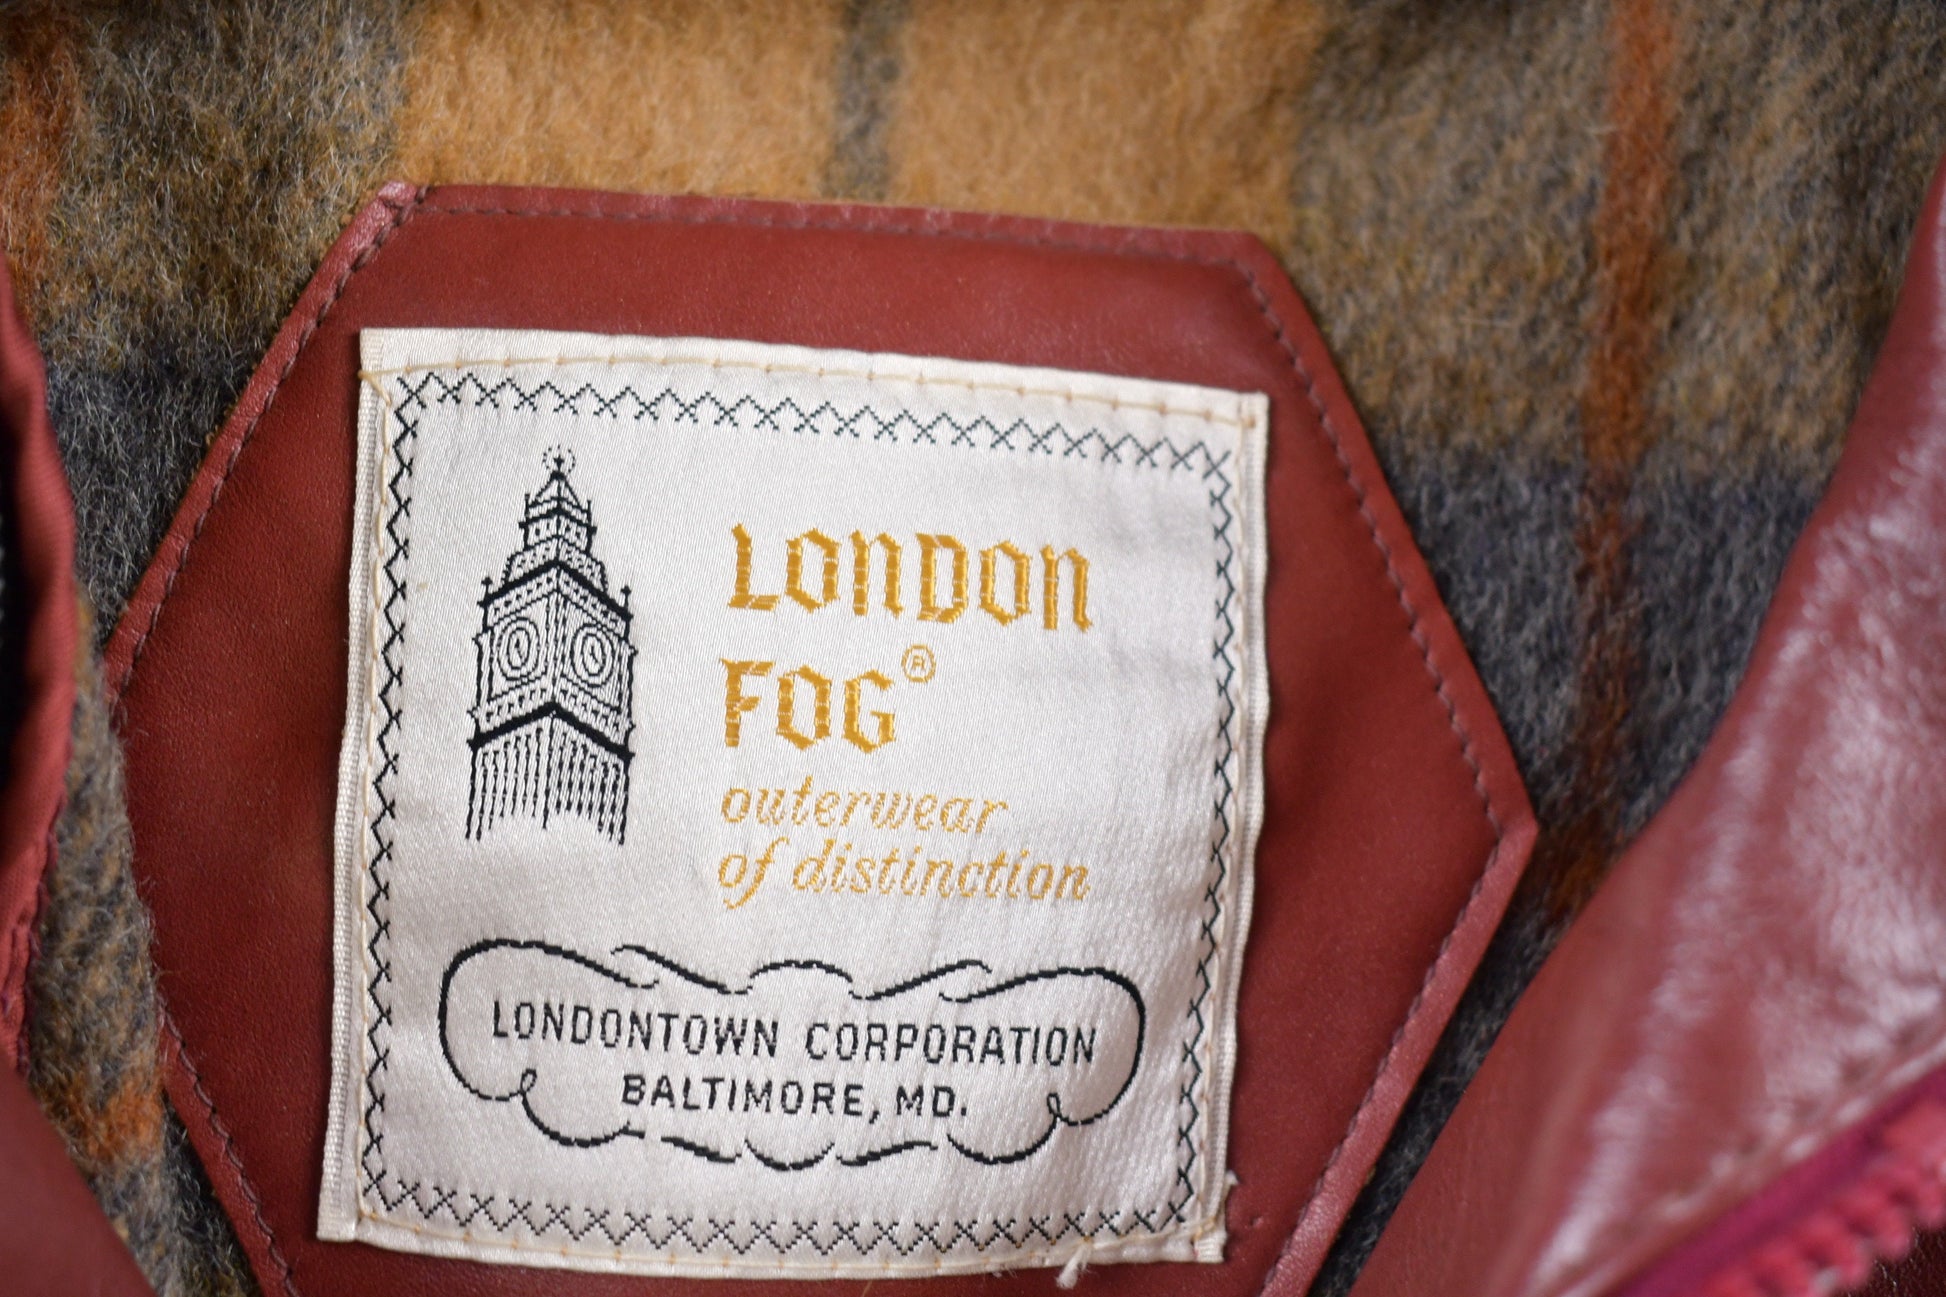 LONDON
FOG®
outerwear
of distinction
LONDONTOWN CORPORATION
BALTIMORE, MD.